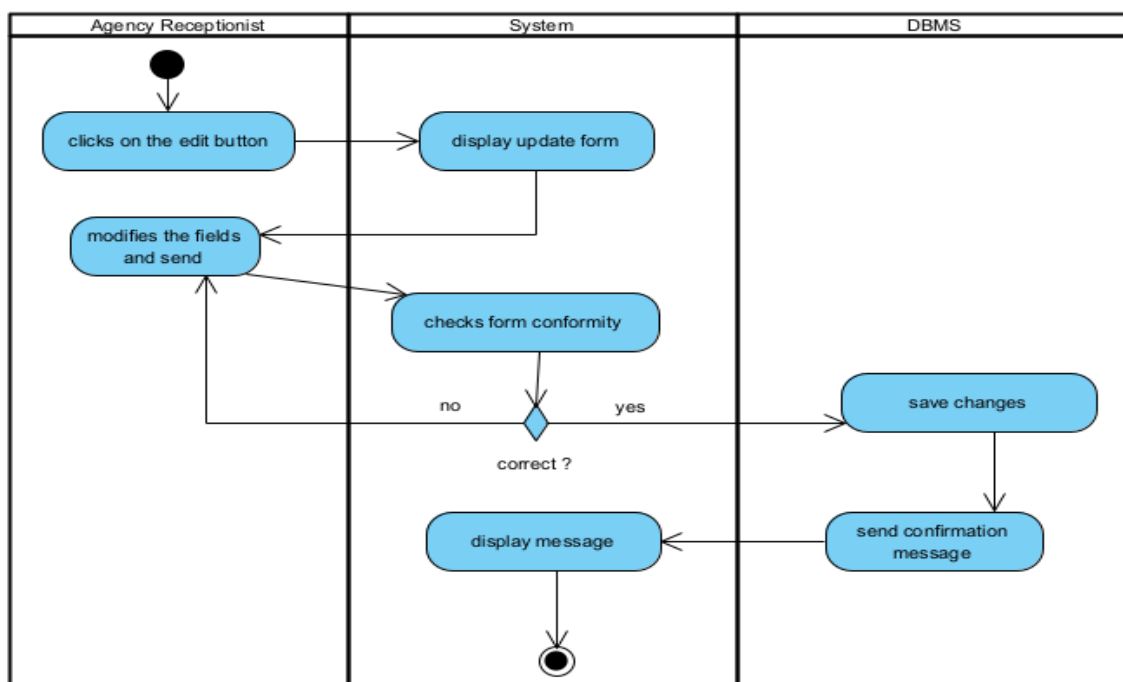 Agency Receptionist
System
DBMS
clicks on the edit button
display update form
modifies the fields
and send
checks form conformity
no
yes
save changes
correct ?
display message
send confirmation
message